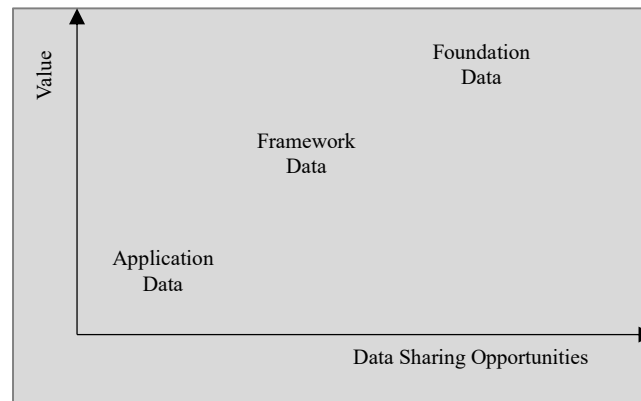 Value
Foundation
Data
Framework
Data
Application
Data
Data Sharing Opportunities